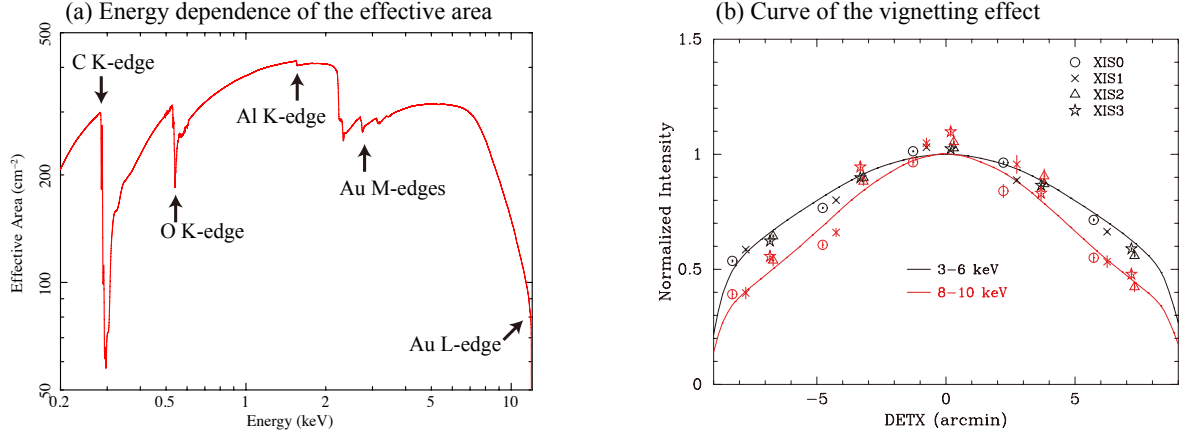 (a) Energy dependence of the effective area
500
C K-edge
300
Al K-edge
Au M-edges
200
O K-edge
100
Au L-edge
50
Effective Area (cm⁻²)
0.2
0.5
1
2
5
10
Energy (keV)
(b) Curve of the vignetting effect
1.5
XIS0
XIS1
XIS2
XIS3
1
0.5
3−6 keV
8−10 keV
0
Normalized Intensity
−5
0
5
DETX (arcmin)